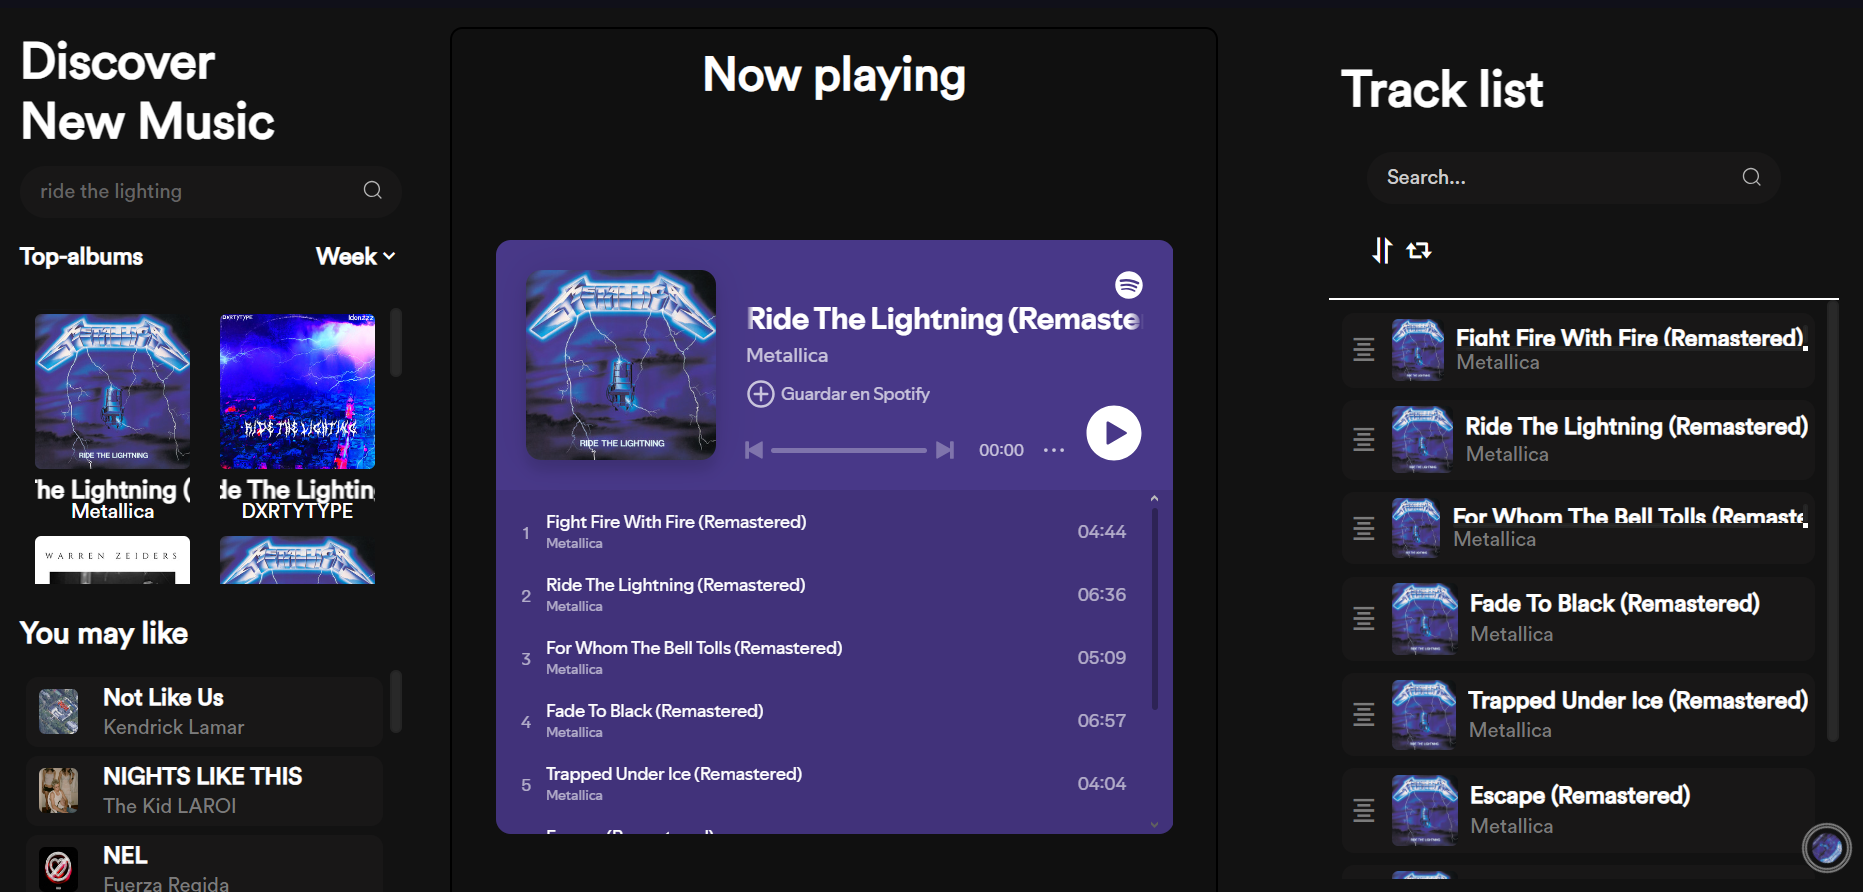 Discover
New Music
ride the lighting
Top-albums
Week
METALLICA
RIDE THE LIGHTNING
he Lightning (
Metallica
DXRTYTYPE
ldonzzz
RIDE THE LIGHTING
de The Lightin
DXRTYTYPE
WARREN ZEIDERS
METALLICA
You may like
Not Like Us
Kendrick Lamar
NIGHTS LIKE THIS
The Kid LAROI
NEL
Fuerza Regida
Now playing
METALLICA
RIDE THE LIGHTNING
Ride The Lightning (Remaste
Metallica
Guardar en Spotify
00:00
1 Fight Fire With Fire (Remastered) 04:44
Metallica
2 Ride The Lightning (Remastered) 06:36
Metallica
3 For Whom The Bell Tolls (Remastered) 05:09
Metallica
4 Fade To Black (Remastered) 06:57
Metallica
5 Trapped Under Ice (Remastered) 04:04
Metallica
Track list
Search...
Fight Fire With Fire (Remastered)
Metallica
Ride The Lightning (Remastered)
Metallica
For Whom The Bell Tolls (Remaste
Metallica
Fade To Black (Remastered)
Metallica
Trapped Under Ice (Remastered)
Metallica
Escape (Remastered)
Metallica